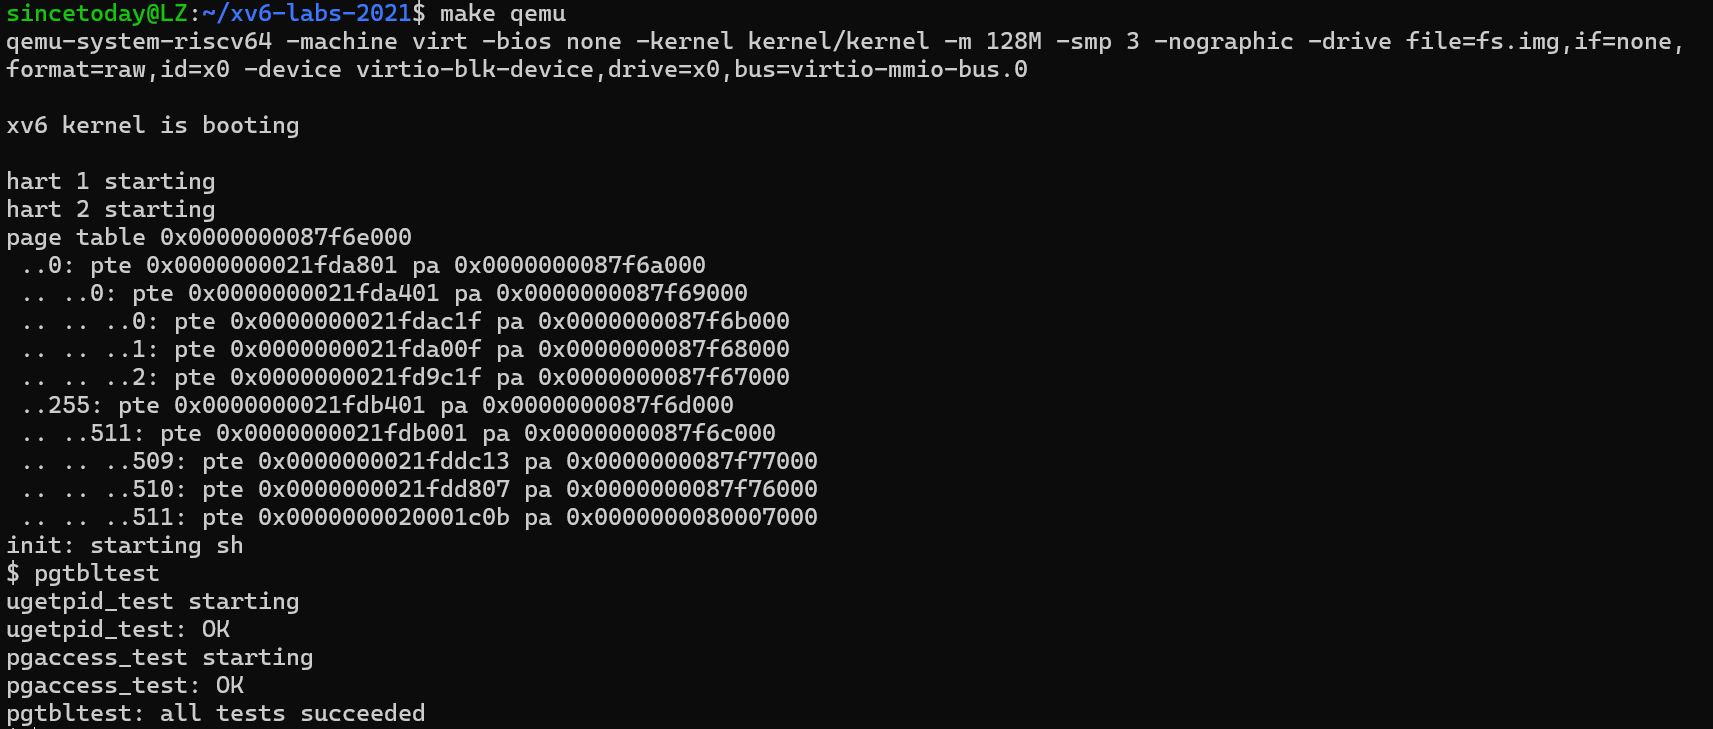 sincetoday@LZ:~/xv6-labs-2021$ make qemu
qemu-system-riscv64 -machine virt -bios none -kernel kernel/kernel -m 128M -smp 3 -nographic -drive file=fs.img,if=none,
format=raw,id=x0 -device virtio-blk-device,drive=x0,bus=virtio-mmio-bus.0
xv6 kernel is booting
hart 1 starting
hart 2 starting
page table 0x0000000087f6e000
 ..0: pte 0x0000000021fda801 pa 0x0000000087f6a000
 .. ..0: pte 0x0000000021fda401 pa 0x0000000087f69000
 .. .. ..0: pte 0x0000000021fdac1f pa 0x0000000087f6b000
 .. .. ..1: pte 0x0000000021fda00f pa 0x0000000087f68000
 .. .. ..2: pte 0x0000000021fd9c1f pa 0x0000000087f67000
 ..255: pte 0x0000000021fdb401 pa 0x0000000087f6d000
 .. ..511: pte 0x0000000021fdb001 pa 0x0000000087f6c000
 .. .. ..509: pte 0x0000000021fddc13 pa 0x0000000087f77000
 .. .. ..510: pte 0x0000000021fdd807 pa 0x0000000087f76000
 .. .. ..511: pte 0x0000000020001c0b pa 0x0000000080007000
init: starting sh
$ pgtbltest
ugetpid_test starting
ugetpid_test: OK
pgaccess_test starting
pgaccess_test: OK
pgtbltest: all tests succeeded